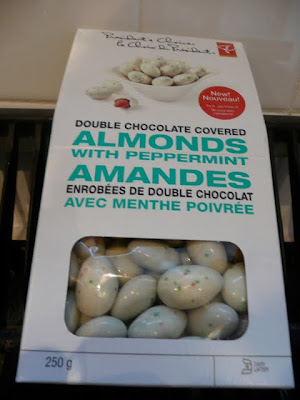 President's Choice
le Choix du Président
PC
New!
Nouveau!
DOUBLE CHOCOLATE COVERED
ALMONDS
WITH PEPPERMINT
AMANDES
ENROBÉES DE DOUBLE CHOCOLAT
AVEC MENTHE POIVRÉE
250 g